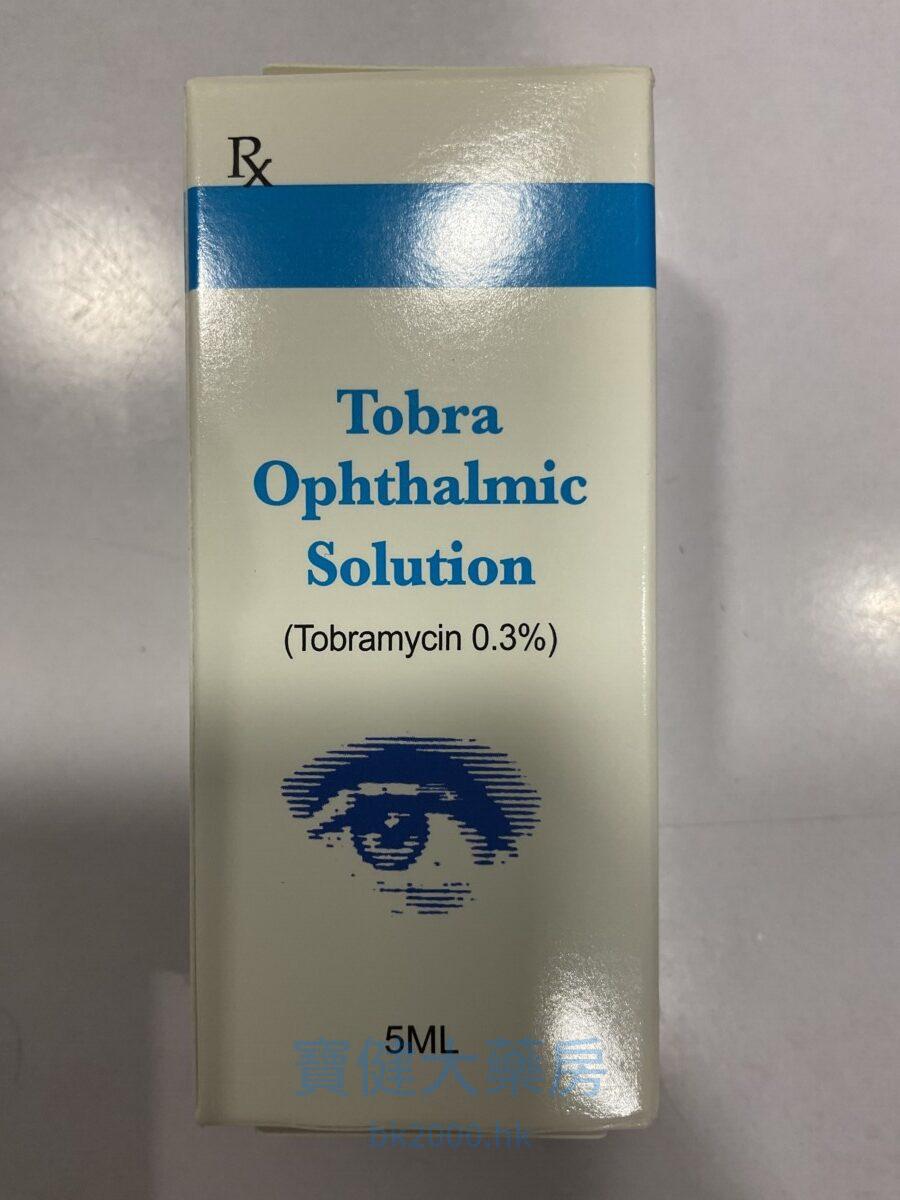 Rx
Tobra
Ophthalmic
Solution
(Tobramycin 0.3%)
5ML
寶健大藥房
bk2000.hk